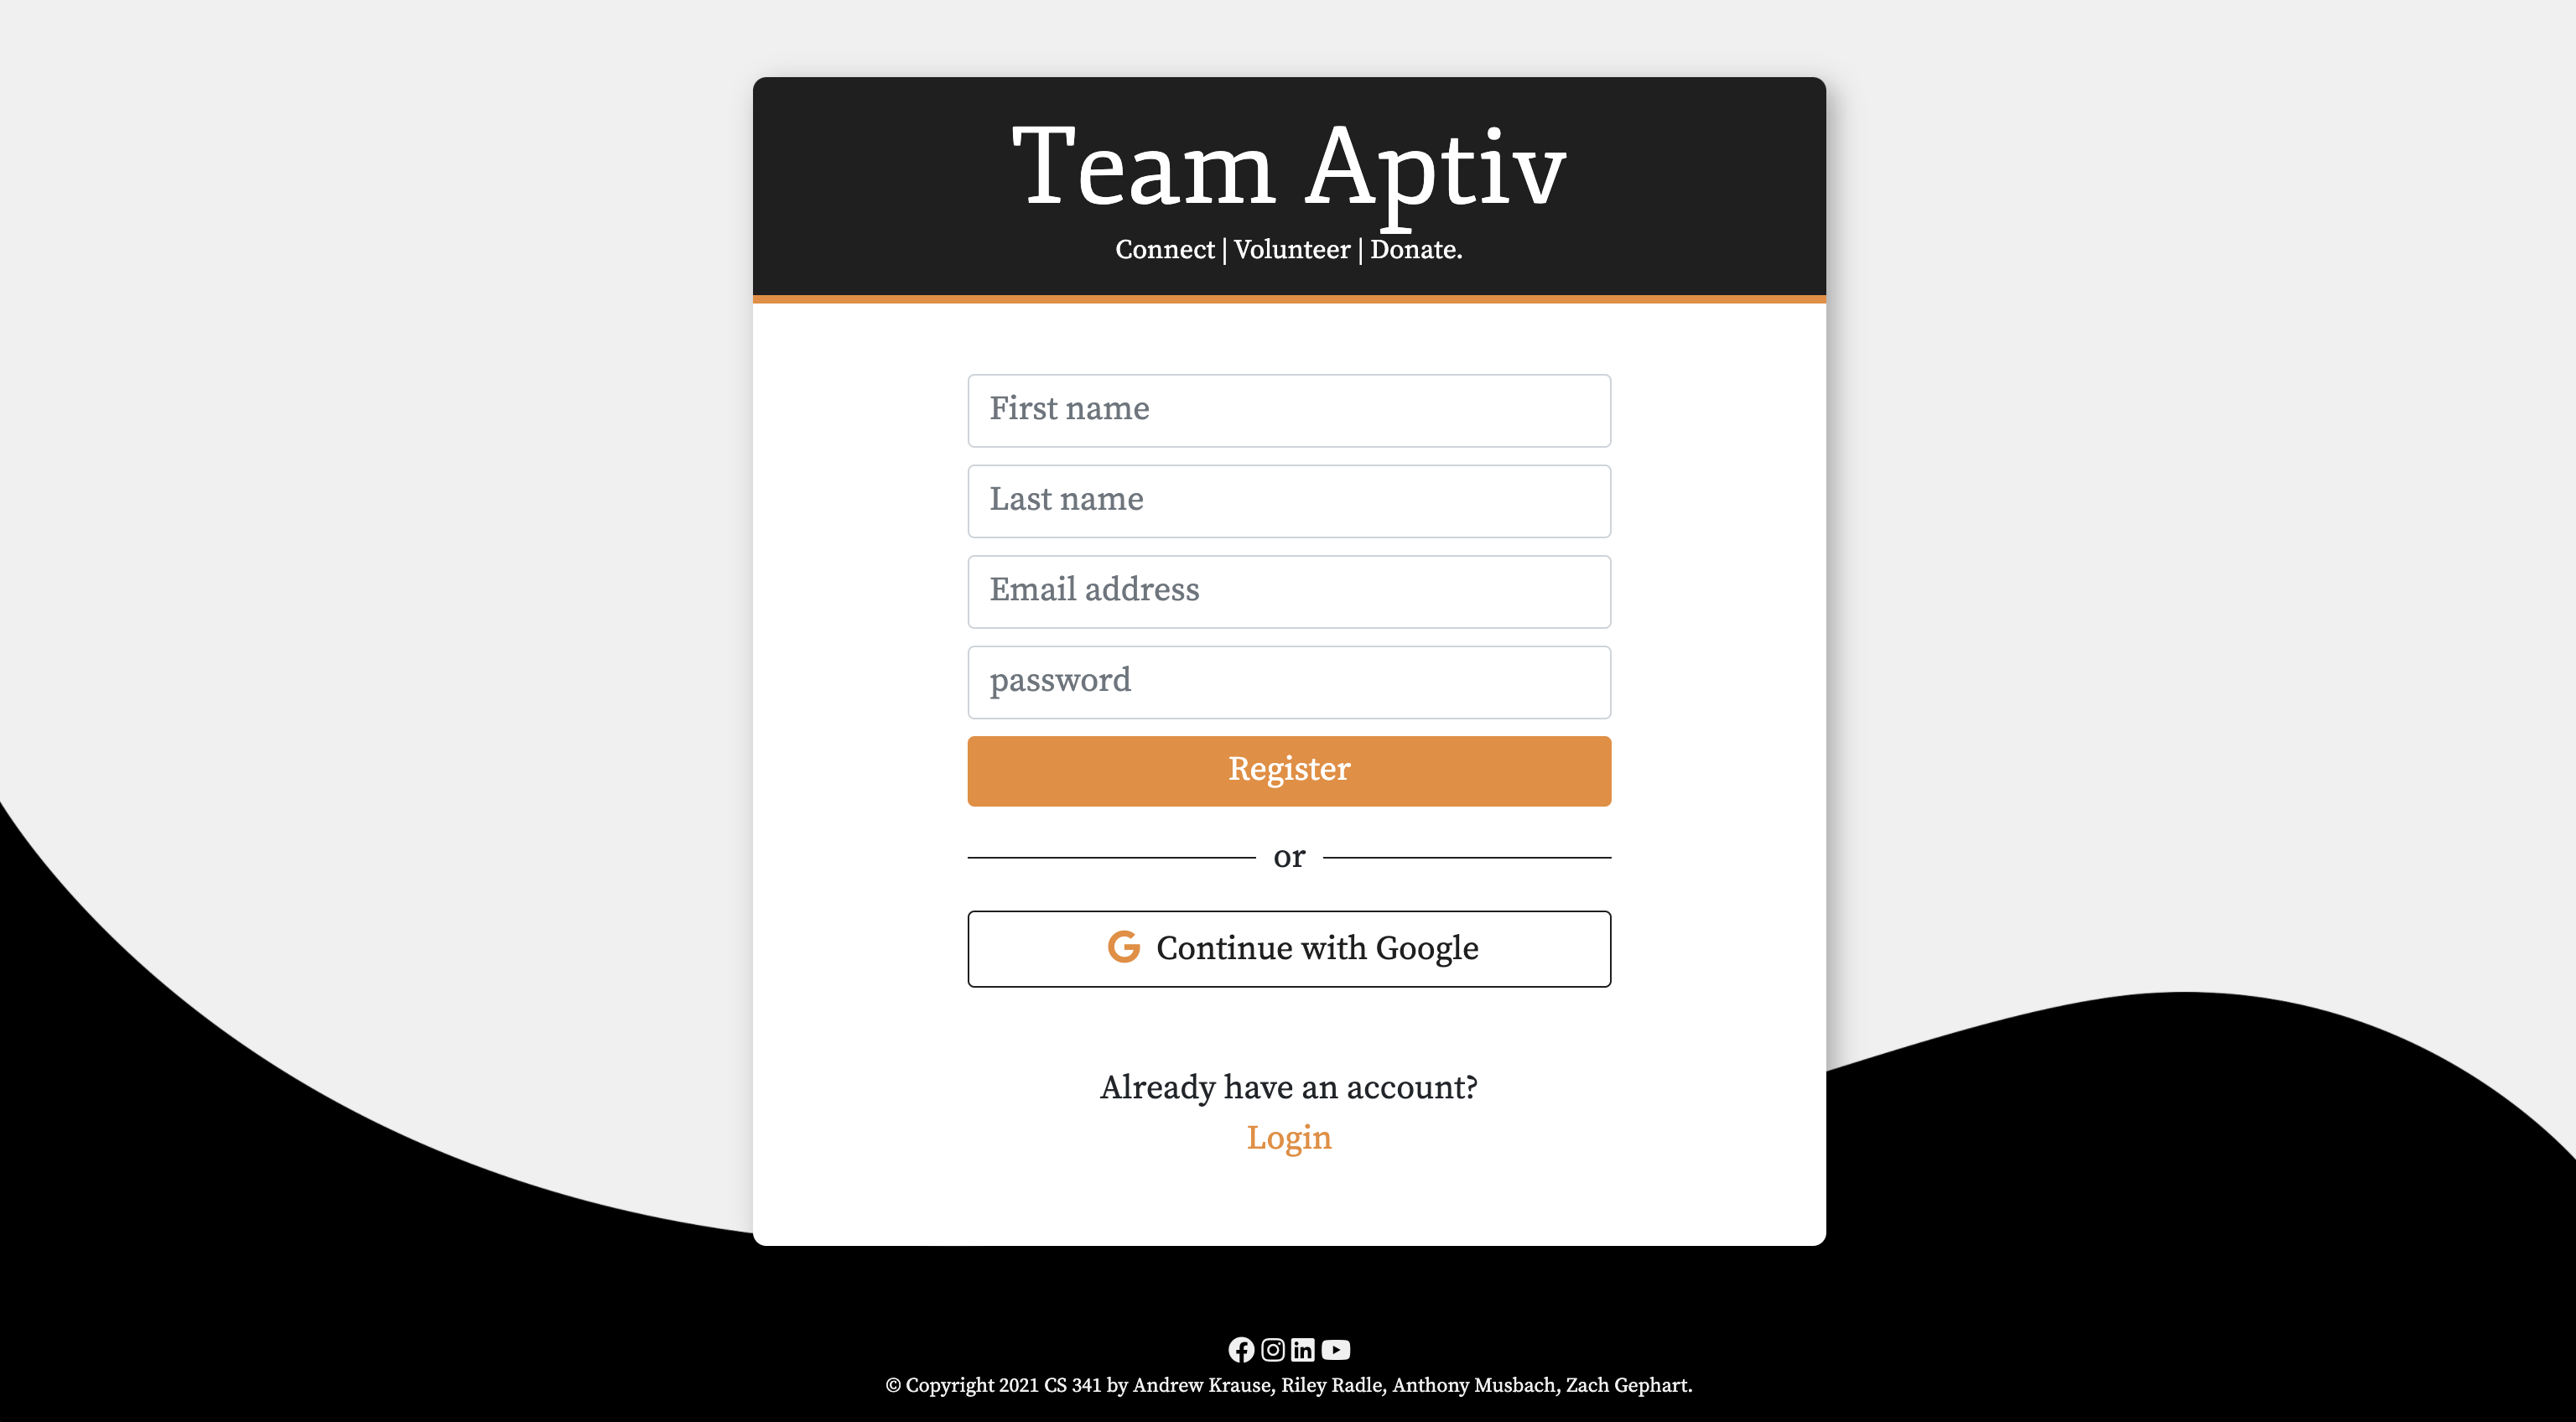 Team Aptiv
Connect | Volunteer | Donate.
First name
Last name
Email address
password
Register
or
Continue with Google
Already have an account?
Login
© Copyright 2021 CS 341 by Andrew Krause, Riley Radle, Anthony Musbach, Zach Gephart.